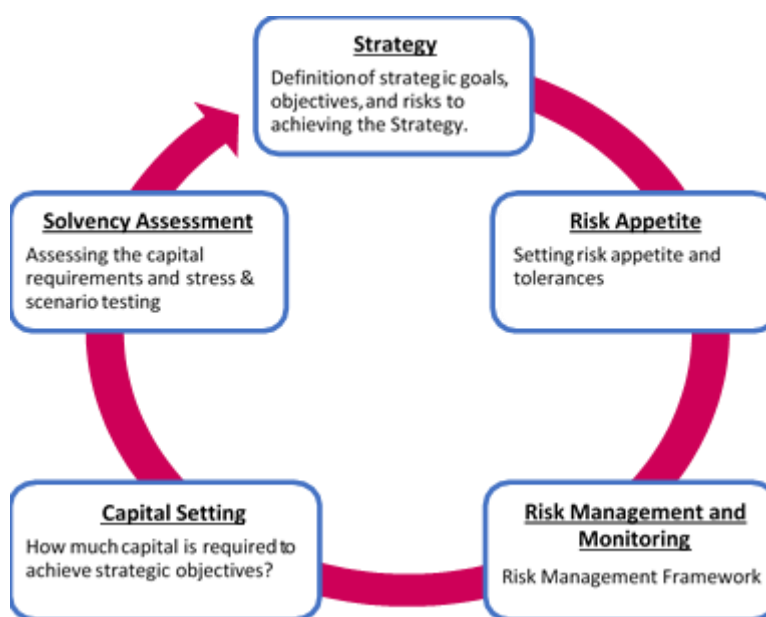 Strategy
Definition of strategic goals,
objectives, and risks to
achieving the Strategy.
Risk Appetite
Setting risk appetite and
tolerances
Risk Management and
Monitoring
Risk Management Framework
Capital Setting
How much capital is required to
achieve strategic objectives?
Solvency Assessment
Assessing the capital
requirements and stress &
scenario testing